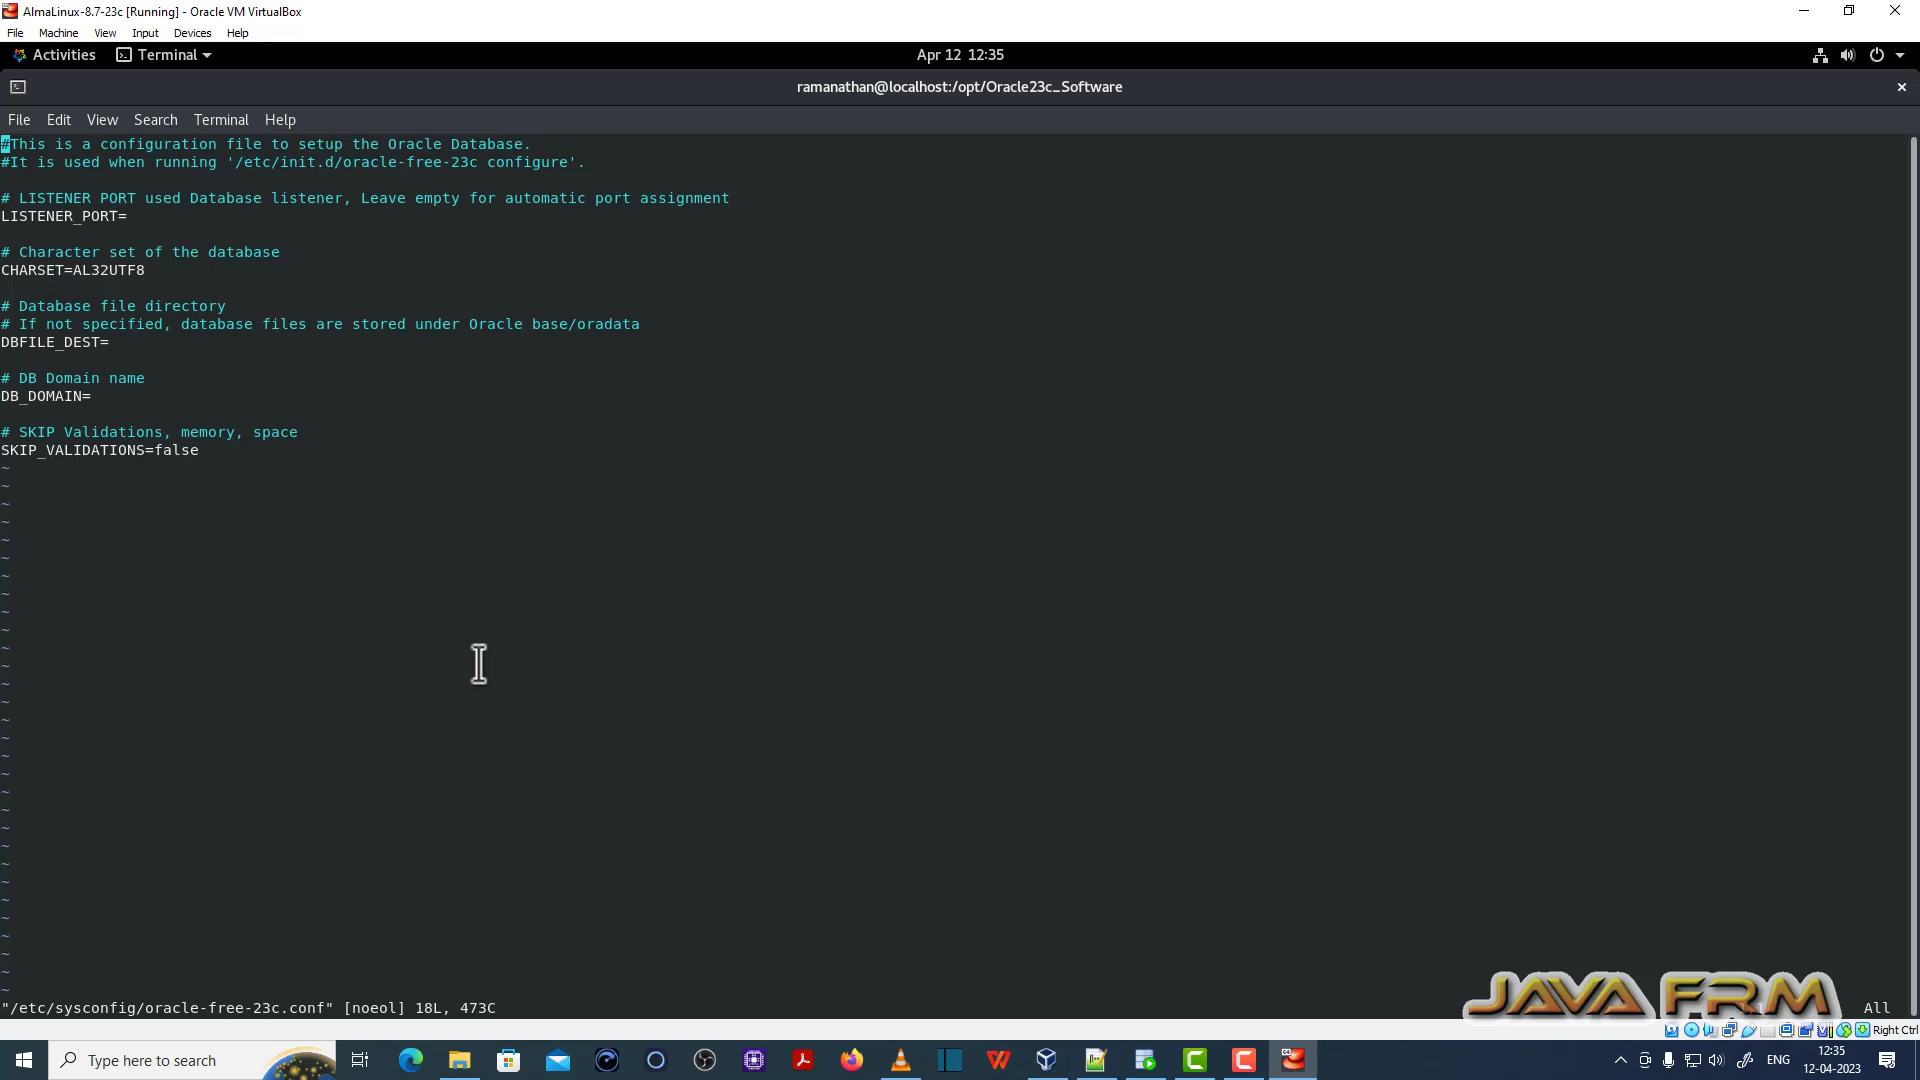 AlmaLinux-8.7-23c [Running] - Oracle VM VirtualBox
File Machine View Input Devices Help
Activities Terminal Apr 12 12:35
ramanathan@localhost:/opt/Oracle23c_Software
File Edit View Search Terminal Help
#This is a configuration file to setup the Oracle Database.
#It is used when running '/etc/init.d/oracle-free-23c configure'.
# LISTENER PORT used Database listener, Leave empty for automatic port assignment
LISTENER_PORT=
# Character set of the database
CHARSET=AL32UTF8
# Database file directory
# If not specified, database files are stored under Oracle base/oradata
DBFILE_DEST=
# DB Domain name
DB_DOMAIN=
# SKIP Validations, memory, space
SKIP_VALIDATIONS=false
"/etc/sysconfig/oracle-free-23c.conf" [noeol] 18L, 473C
All
JAVA FRM
Right Ctrl
Type here to search
ENG
12:35
12-04-2023